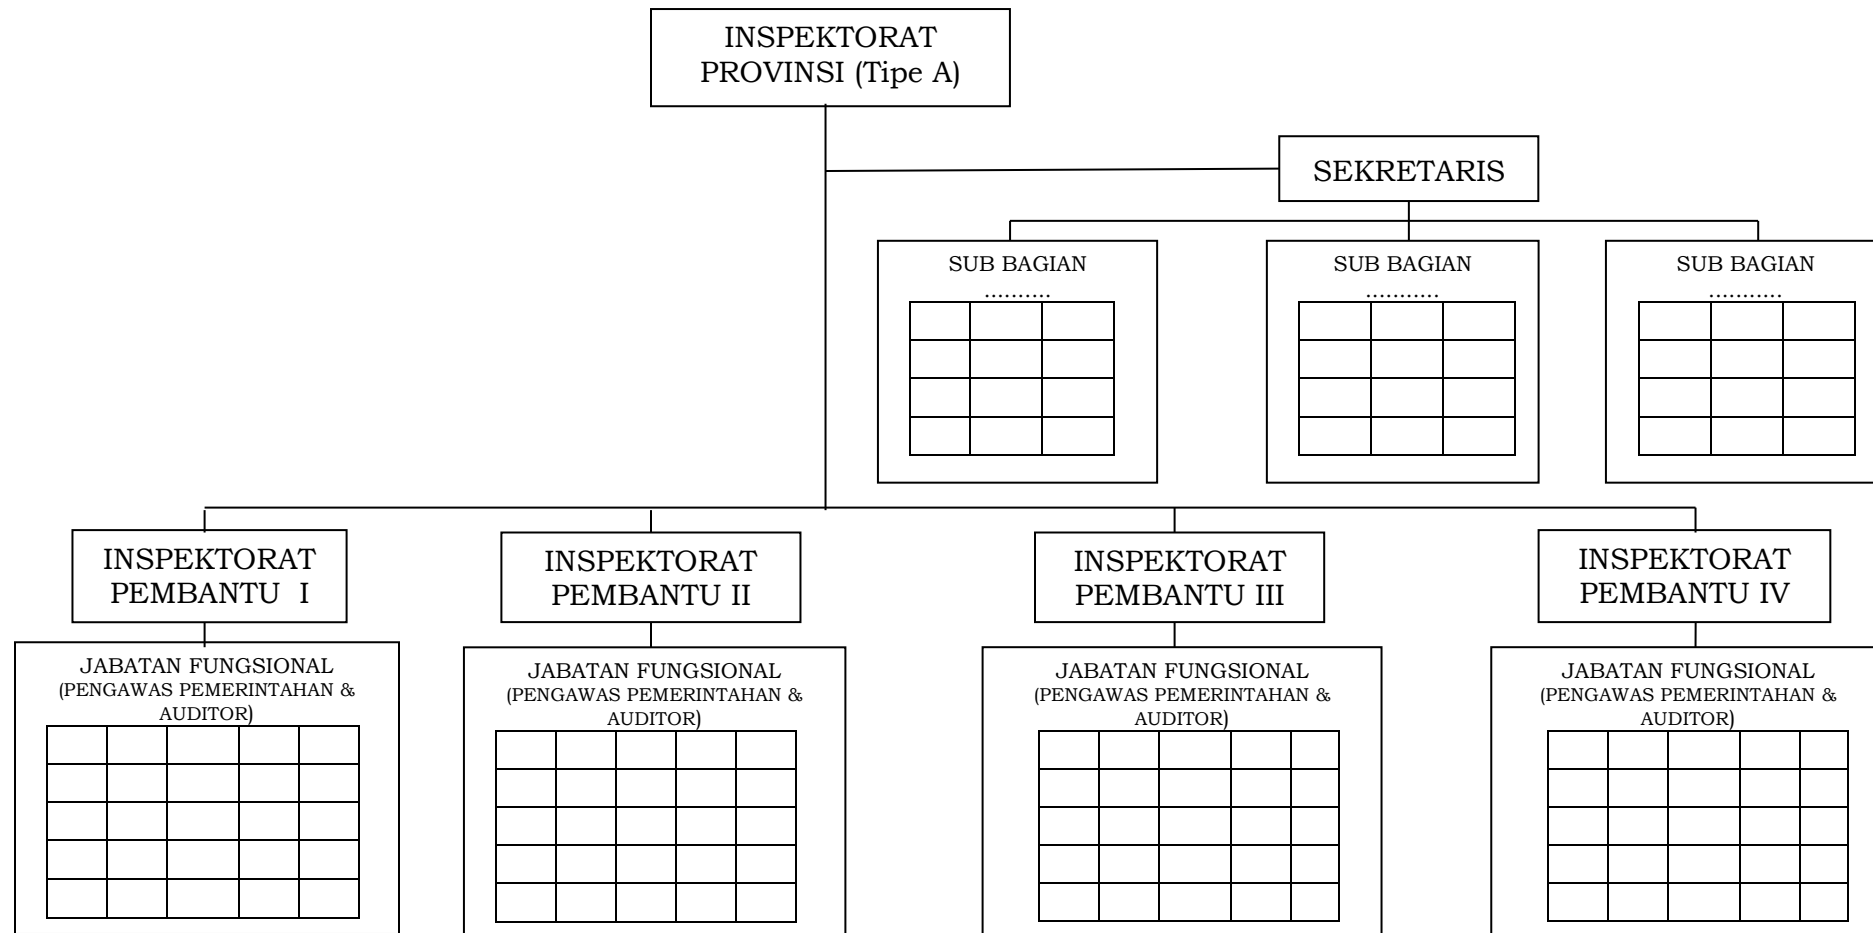 INSPEKTORAT
PROVINSI (Tipe A)
SEKRETARIS
SUB BAGIAN
..........
SUB BAGIAN
...........
SUB BAGIAN
...........
INSPEKTORAT
PEMBANTU I
INSPEKTORAT
PEMBANTU II
INSPEKTORAT
PEMBANTU III
INSPEKTORAT
PEMBANTU IV
JABATAN FUNGSIONAL
(PENGAWAS PEMERINTAHAN &
AUDITOR)
JABATAN FUNGSIONAL
(PENGAWAS PEMERINTAHAN &
AUDITOR)
JABATAN FUNGSIONAL
(PENGAWAS PEMERINTAHAN &
AUDITOR)
JABATAN FUNGSIONAL
(PENGAWAS PEMERINTAHAN &
AUDITOR)